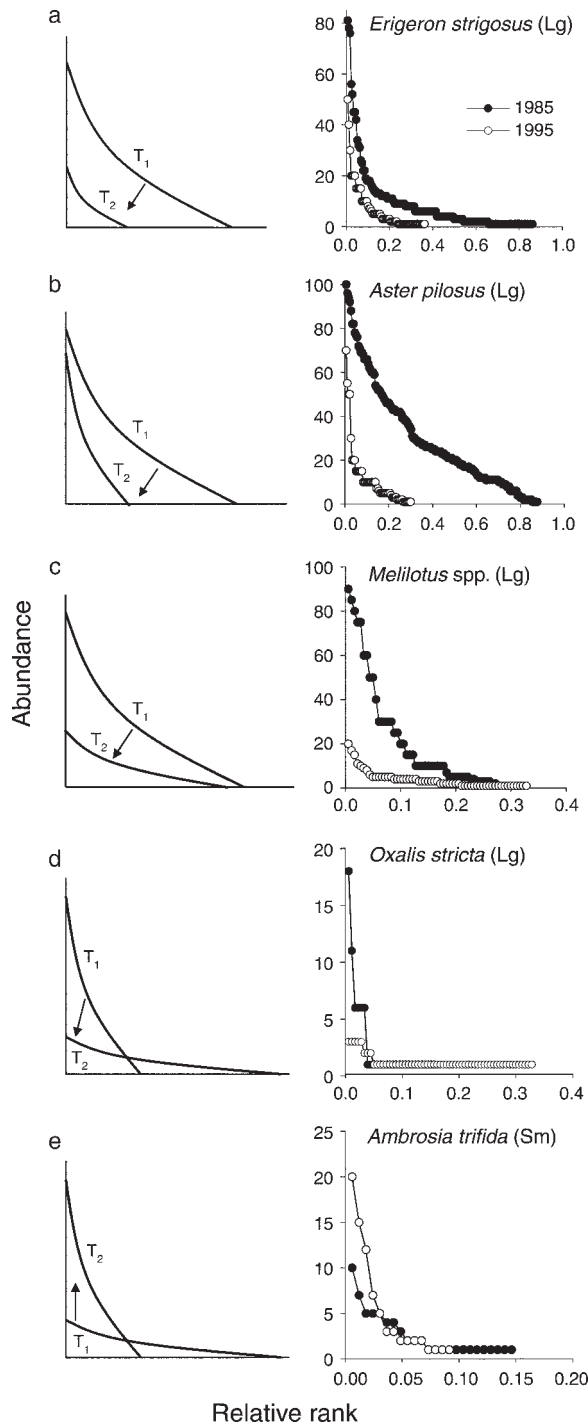 a
Erigeron strigosus (Lg)
80
60
40
20
0
1985
1995
T1
T2
0.0 0.2 0.4 0.6 0.8 1.0
b
Aster pilosus (Lg)
100
80
60
40
20
0
T1
T2
0.0 0.2 0.4 0.6 0.8 1.0
c
Melilotus spp. (Lg)
100
80
60
40
20
0
T1
T2
0.0 0.1 0.2 0.3 0.4
Abundance
d
Oxalis stricta (Lg)
20
15
10
5
0
T1
T2
0.0 0.1 0.2 0.3 0.4
e
Ambrosia trifida (Sm)
25
20
15
10
5
0
T2
T1
0.00 0.05 0.10 0.15 0.20
Relative rank